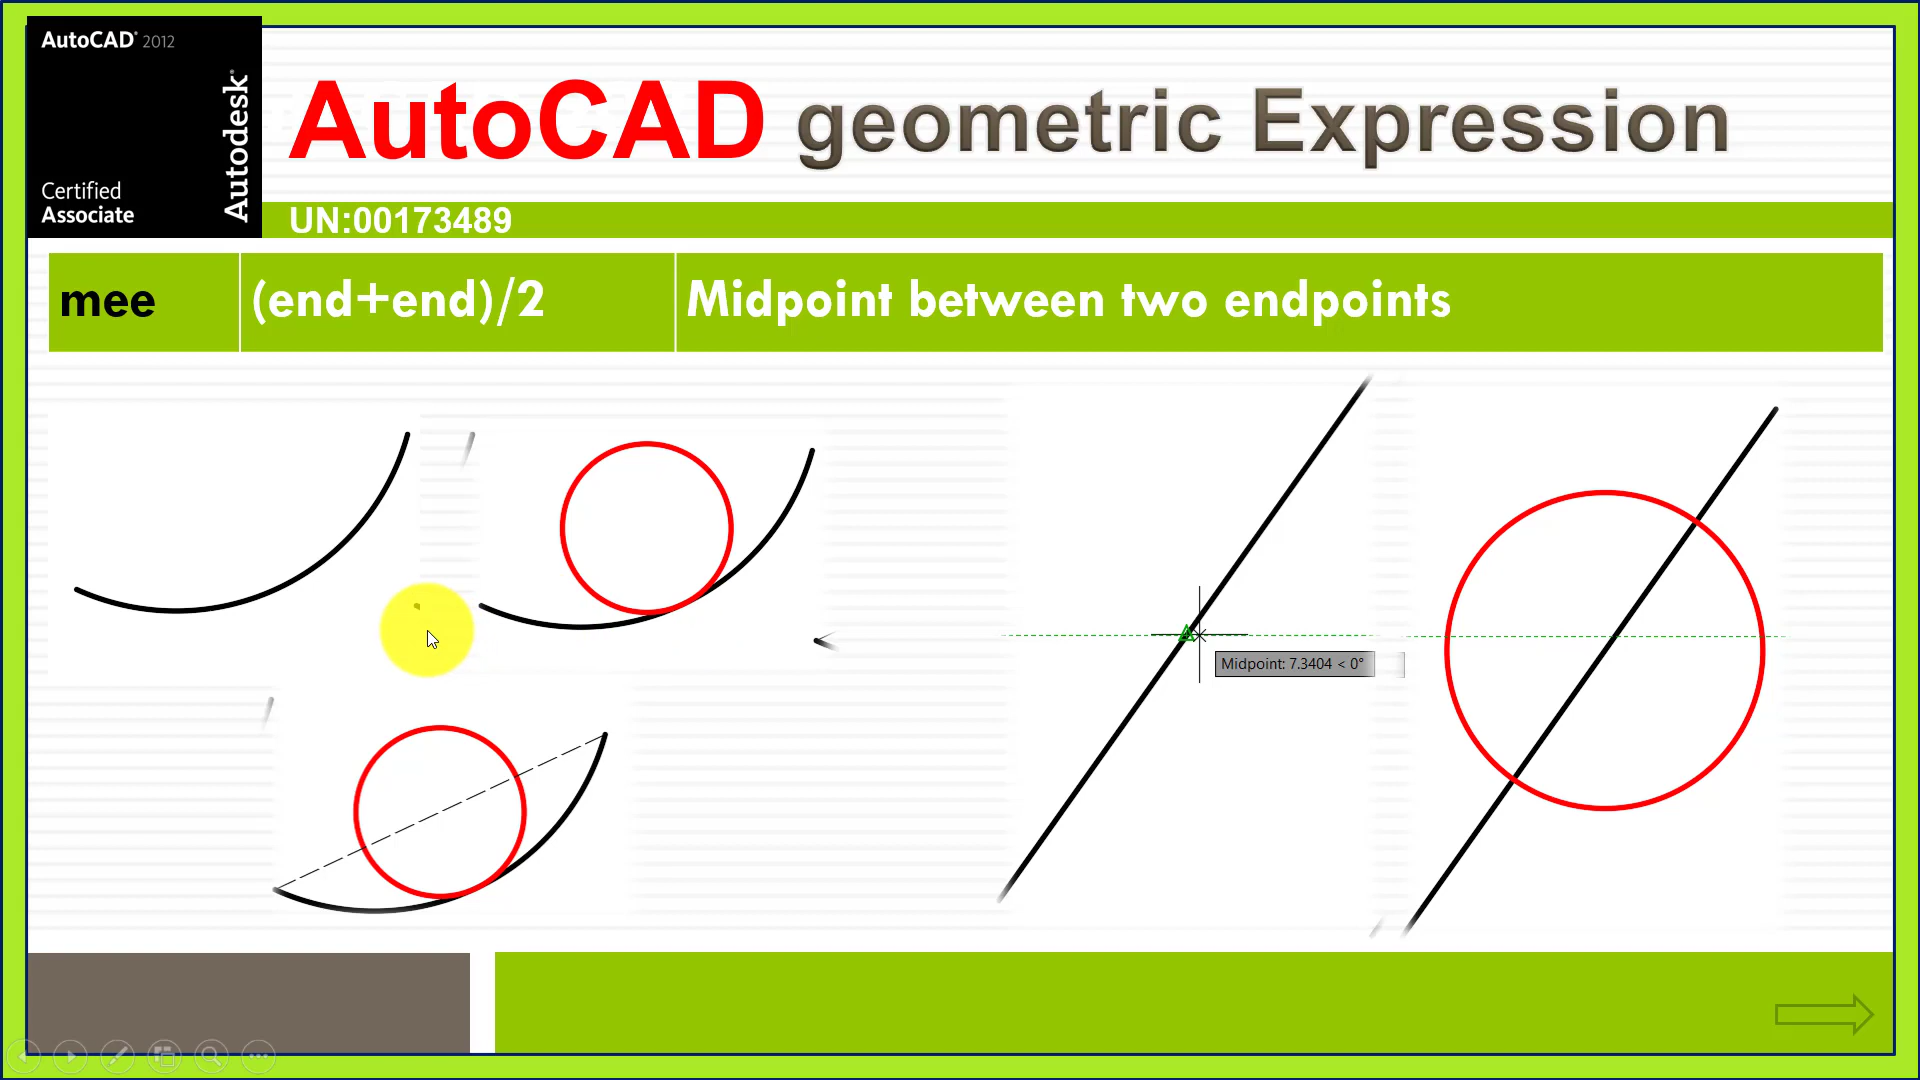 AutoCAD® 2012
Autodesk®
Certified
Associate
AutoCAD geometric Expression
UN:00173489
mee (end+end)/2 Midpoint between two endpoints
Midpoint: 7.3404 < 0°